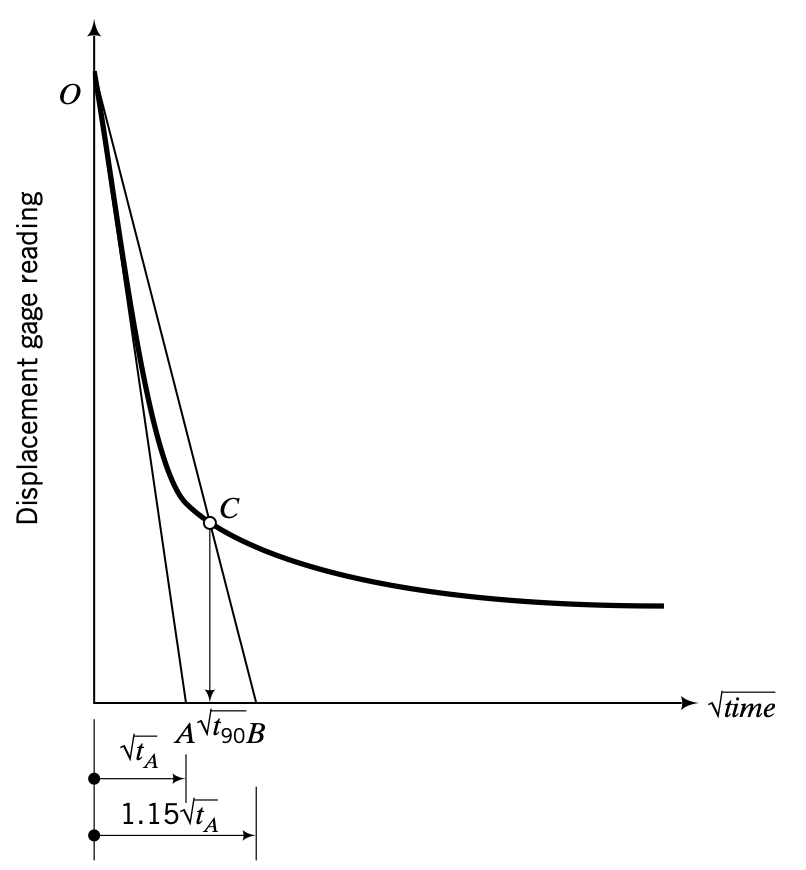 O
Displacement gage reading
C
√time
A √t90 B
√tA
1.15√tA